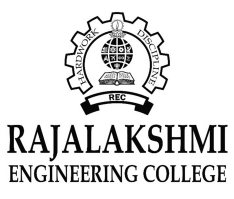 HARDWORK DISCIPLINE
REC
RAJALAKSHMI
ENGINEERING COLLEGE